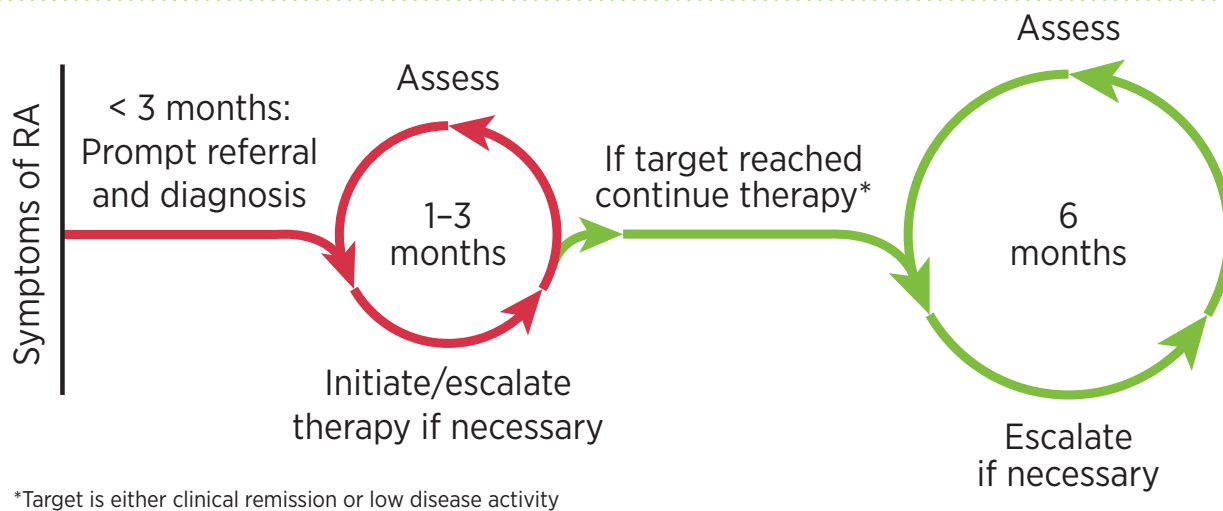 Symptoms of RA
< 3 months:
Prompt referral
and diagnosis
Assess
1–3
months
Initiate/escalate
therapy if necessary
If target reached
continue therapy*
Assess
6
months
Escalate
if necessary
*Target is either clinical remission or low disease activity